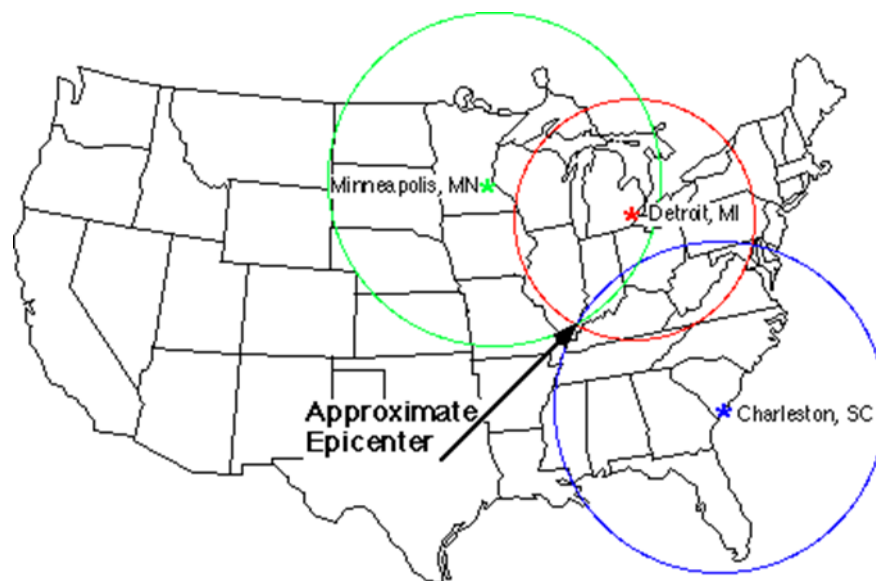 Minneapolis, MN
Detroit, MI
Approximate
Epicenter
Charleston, SC